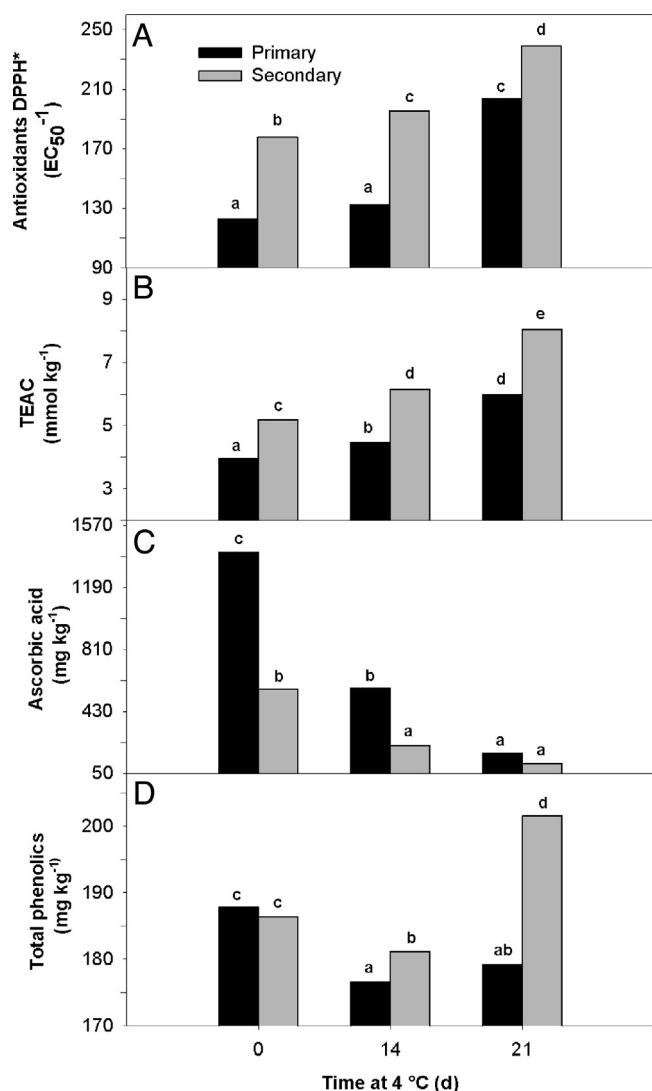 A
Primary
Secondary
Antioxidants DPPH*
(EC50-1)
250
210
170
130
90
a
b
a
c
c
d
B
TEAC
(mmol kg-1)
9
7
5
3
a
c
b
d
d
e
C
Ascorbic acid
(mg kg-1)
1570
1190
810
430
50
c
b
b
a
a
a
D
Total phenolics
(mg kg-1)
200
190
180
170
c
c
a
b
ab
d
0
14
21
Time at 4 °C (d)